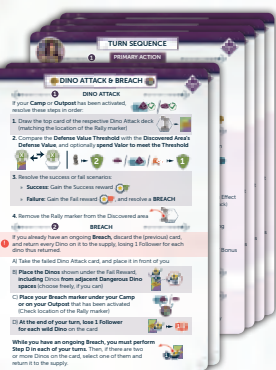 TURN SEQUENCE
1 PRIMARY ACTION
DINO ATTACK & BREACH
1 DINO ATTACK
If your Camp or Outpost has been activated,
resolve these steps in order:
1. Draw the top card of the respective Dino Attack deck
(matching the location of the Rally marker)
2. Compare the Defense Value Threshold with the Discovered Area's
Defense Value, and optionally spend Valor to meet the Threshold
2
1
3. Resolve the success or fail scenarios:
» Success: Gain the Success reward
» Failure: Gain the Fail reward, and resolve a BREACH
4. Remove the Rally marker from the Discovered area
2 BREACH
! If you already have an ongoing Breach, discard the (previous) card,
and return every Dino on it to the supply, losing 1 Follower for each
dino thus returned.
A) Take the failed Dino Attack card, and place it in front of you
B) Place the Dinos shown under the Fail Reward,
including Dinos from adjacent Dangerous Dino
spaces (choose freely, if you can)
C) Place your Breach marker under your Camp
or on your Outpost that has been activated
(Check location of the Rally marker)
D) At the end of your turn, lose 1 Follower
for each wild Dino on the card
While you have an ongoing Breach, you must perform
Step D in each of your turns. Then, if there are two
or more Dinos on the card, select one of them and
return it to the supply.
Effect
Bonus